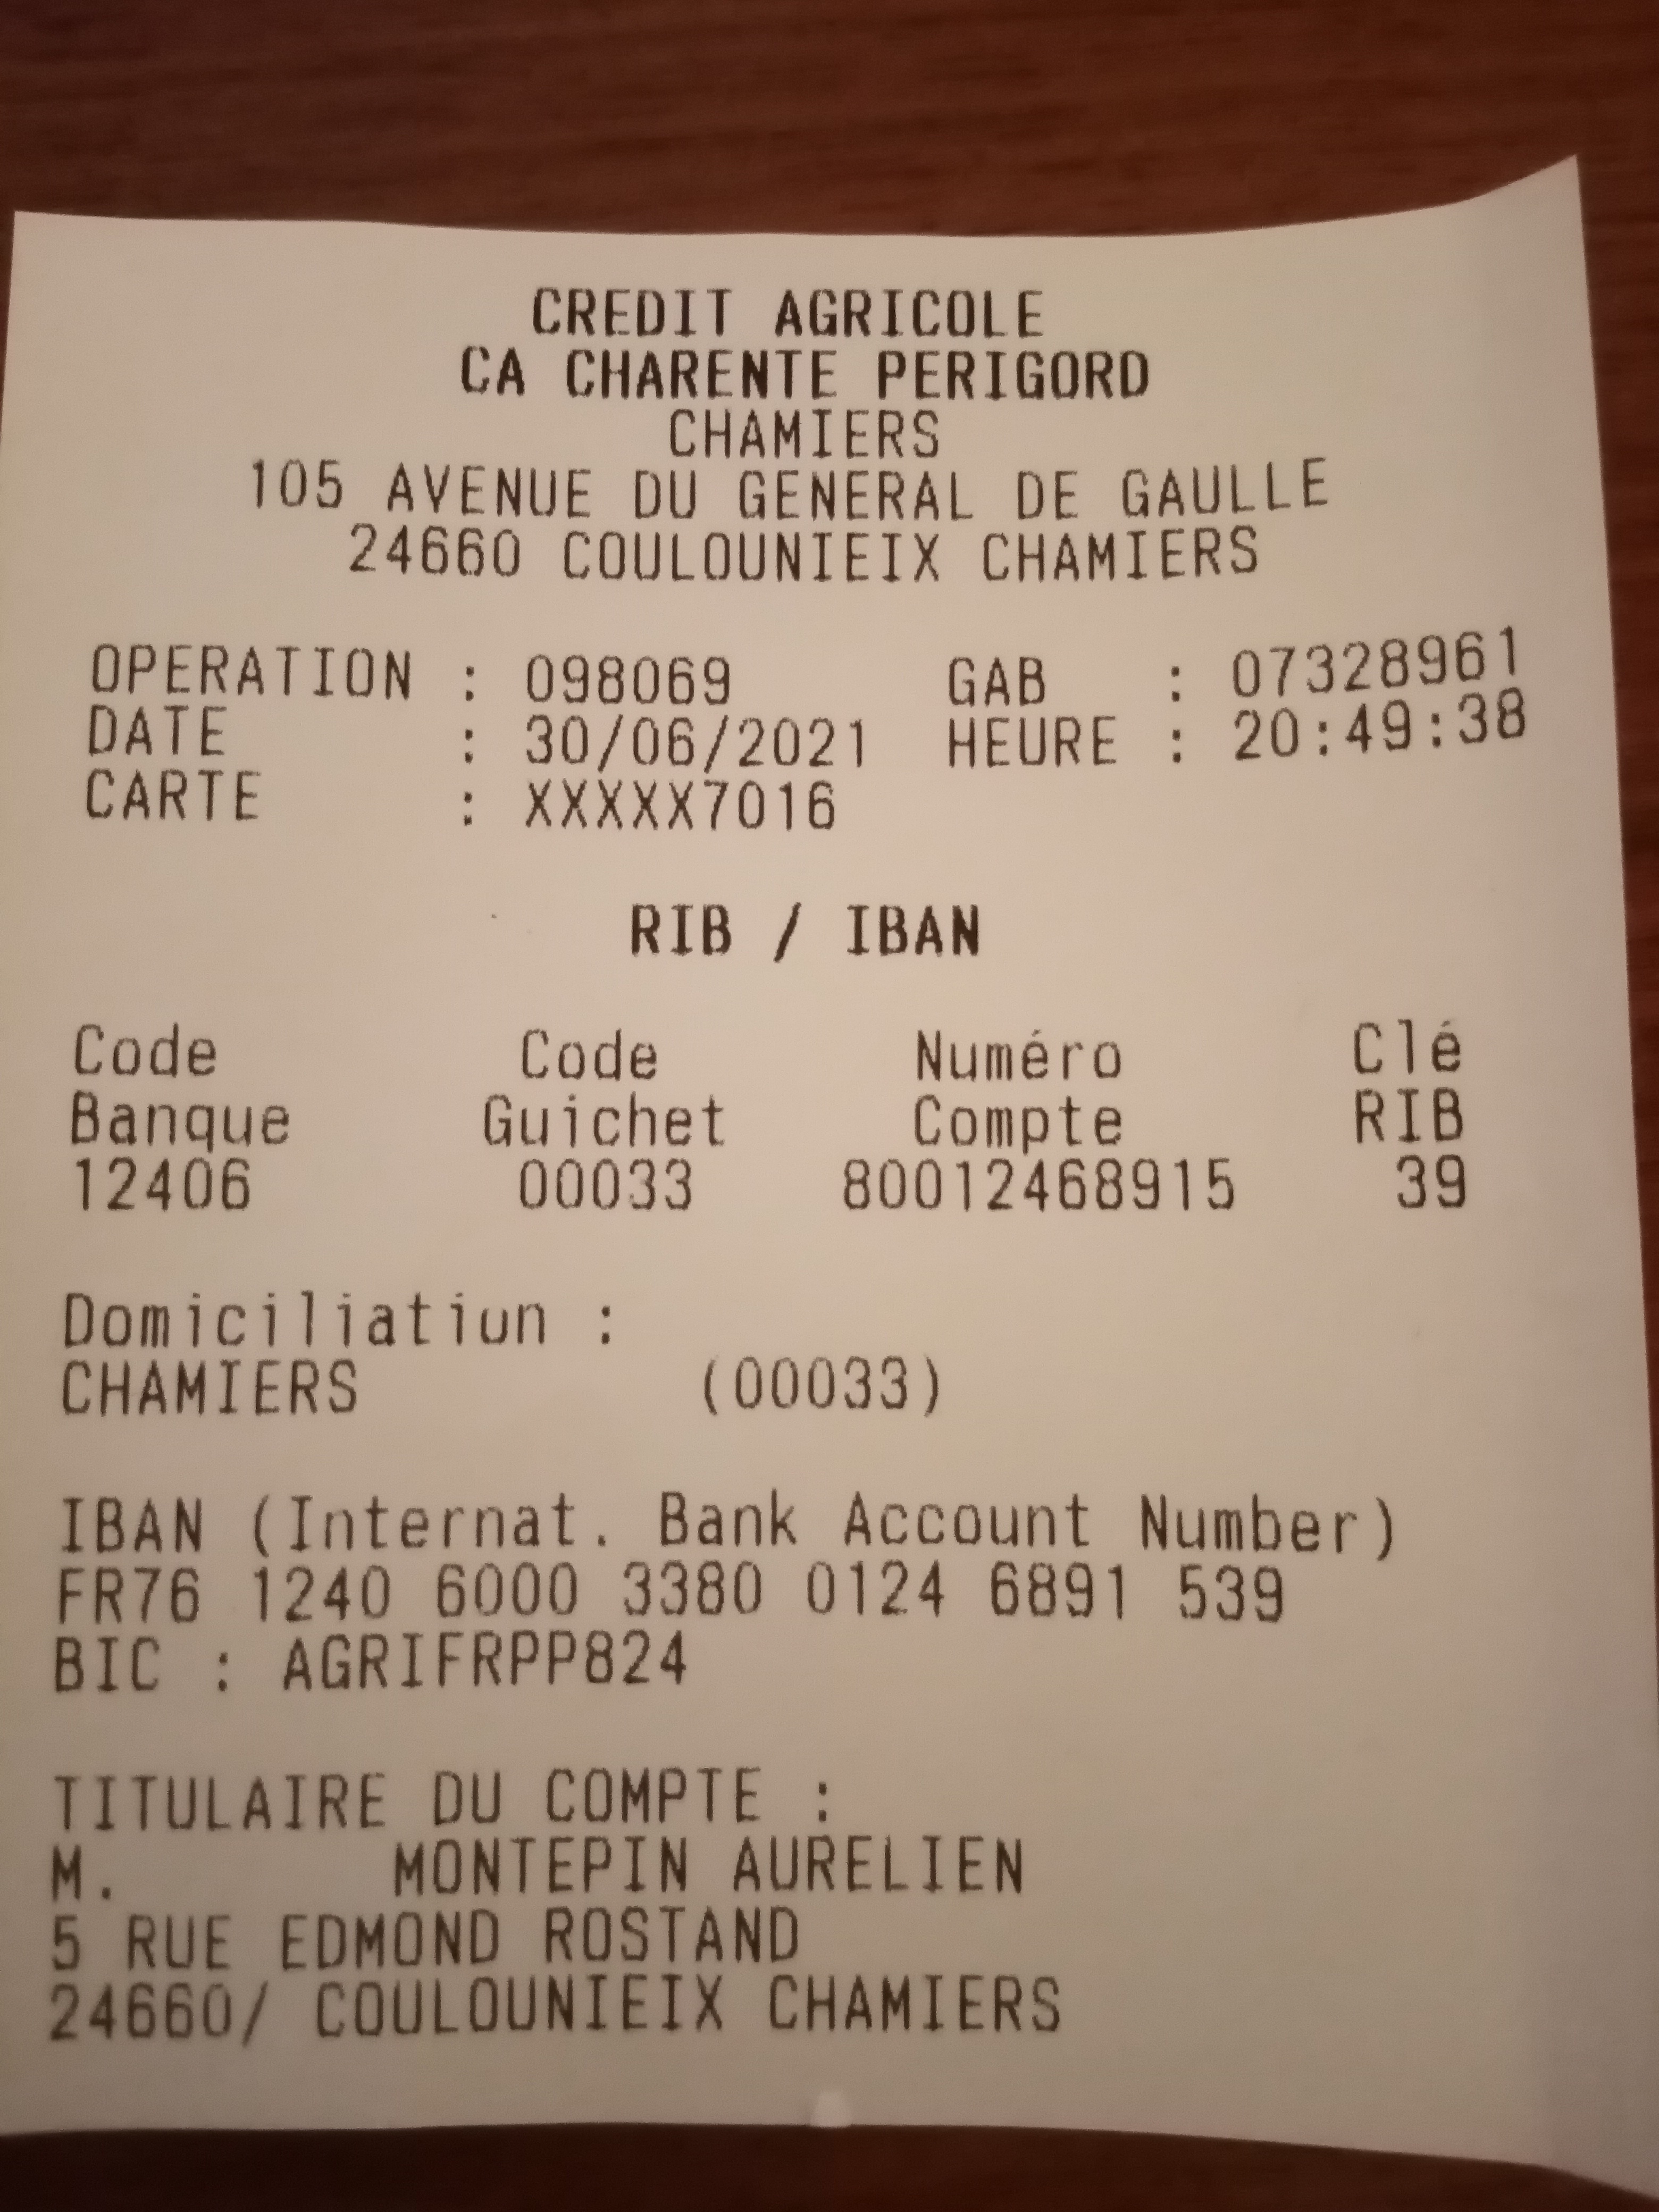 CREDIT AGRICOLE
CA CHARENTE PERIGORD
CHAMIERS
105 AVENUE DU GENERAL DE GAULLE
24660 COULOUNIEIX CHAMIERS
OPERATION : 098069 GAB : 07328961
DATE : 30/06/2021 HEURE : 20:49:38
CARTE : XXXXX7016
RIB / IBAN
Code Code Numéro Clé
Banque Guichet Compte RIB
12406 00033 80012468915 39
Domiciliation :
CHAMIERS (00033)
IBAN (Internat. Bank Account Number)
FR76 1240 6000 3380 0124 6891 539
BIC : AGRIFRPP824
TITULAIRE DU COMPTE :
M. MONTEPIN AURELIEN
5 RUE EDMOND ROSTAND
24660/ COULOUNIEIX CHAMIERS